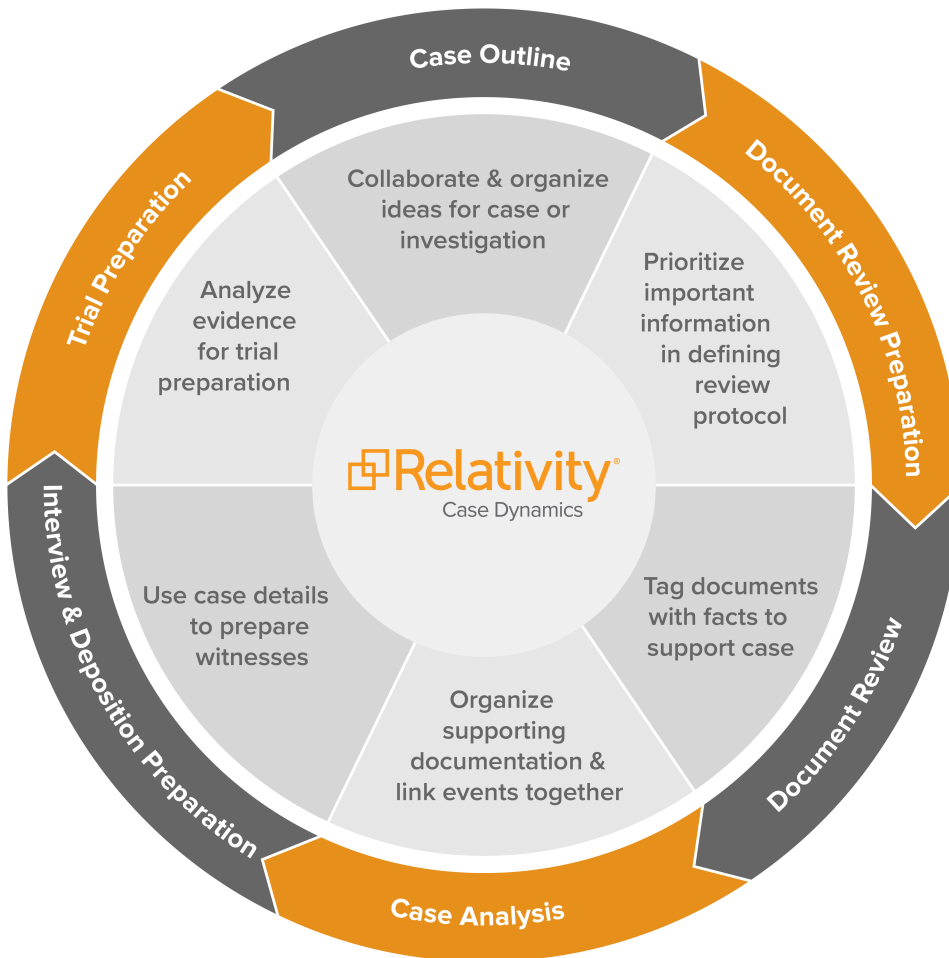 Case Outline
Collaborate & organize
ideas for case or
investigation
Document Review Preparation
Prioritize
important
information
in defining
review
protocol
Document Review
Tag documents
with facts to
support case
Case Analysis
Organize
supporting
documentation &
link events together
Interview & Deposition Preparation
Use case details
to prepare
witnesses
Trial Preparation
Analyze
evidence
for trial
preparation
Relativity®
Case Dynamics